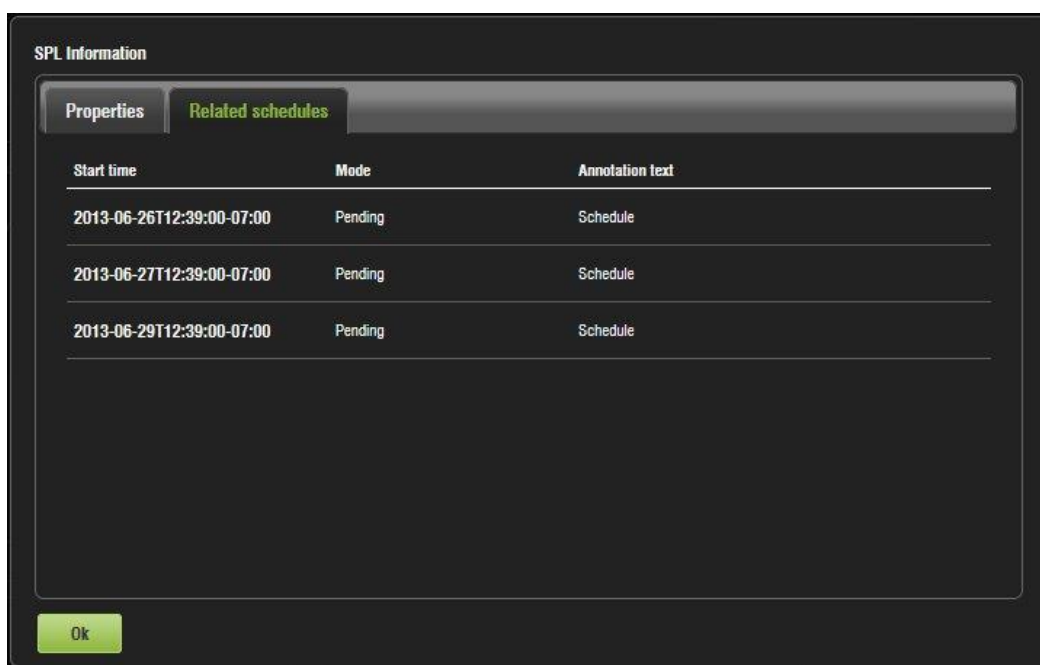 SPL Information
Properties Related schedules
Start time Mode Annotation text
2013-06-26T12:39:00-07:00 Pending Schedule
2013-06-27T12:39:00-07:00 Pending Schedule
2013-06-29T12:39:00-07:00 Pending Schedule
Ok